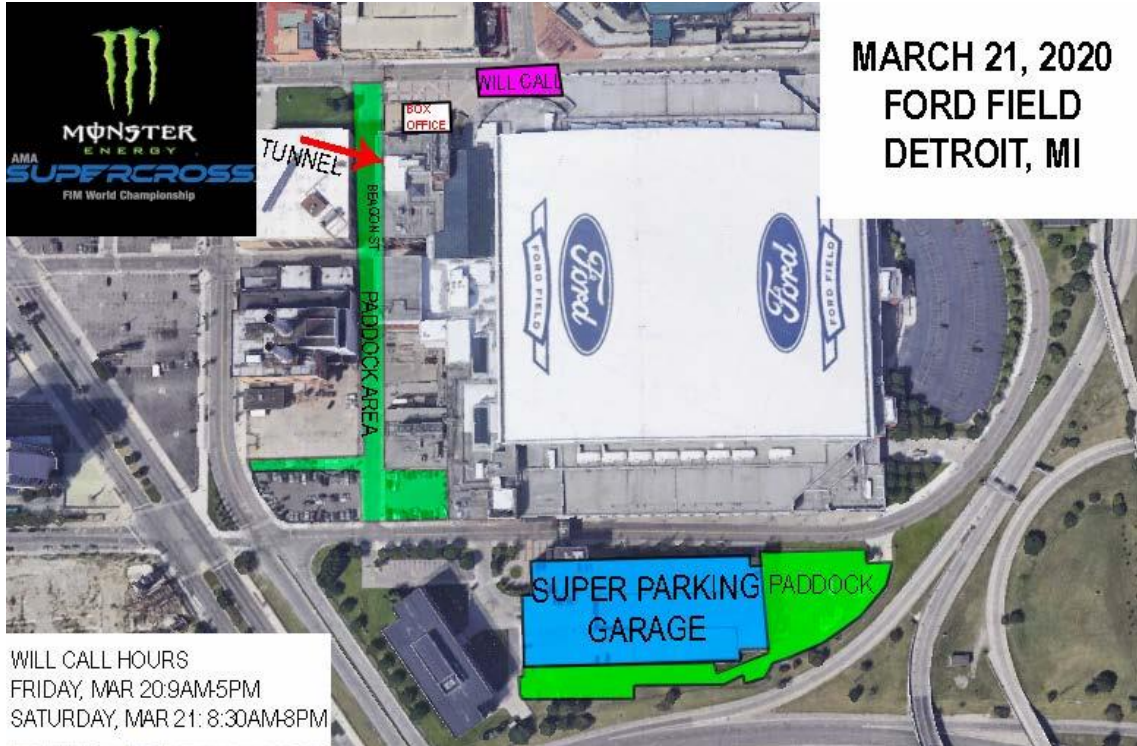 MONSTER
ENERGY
AMA
SUPERCROSS
FIM World Championship
MARCH 21, 2020
FORD FIELD
DETROIT, MI
WILL CALL
BOX
OFFICE
TUNNEL
BEACON ST
PADDOCK AREA
FORD FIELD
Ford
Ford
FORD FIELD
SUPER PARKING
GARAGE
PADDOCK
WILL CALL HOURS
FRIDAY, MAR 20:9AM-5PM
SATURDAY, MAR 21: 8:30AM-8PM